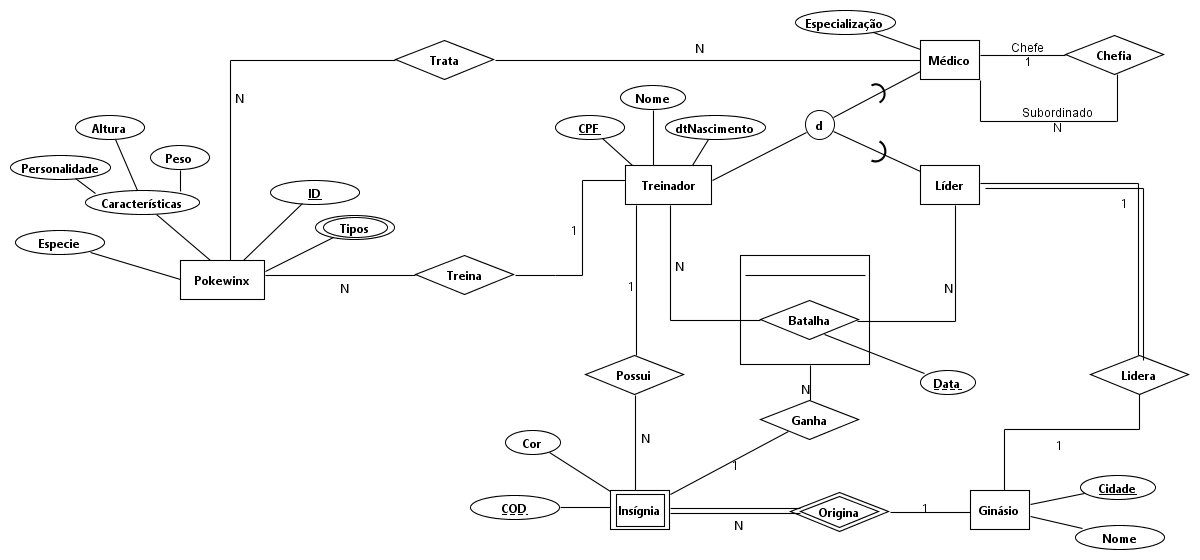 Especialização
Médico
Chefe
1
Chefia
Subordinado
N
N
Trata
N
Nome
CPF
dtNascimento
d
Treinador
Líder
Altura
Peso
Personalidade
Características
ID
Tipos
Especie
Pokewinx
N
Treina
1
1
N
N
1
Batalha
Data
Possui
Lidera
N
Ganha
N
1
1
Cor
COD
Insígnia
N
Origina
1
Ginásio
Cidade
Nome